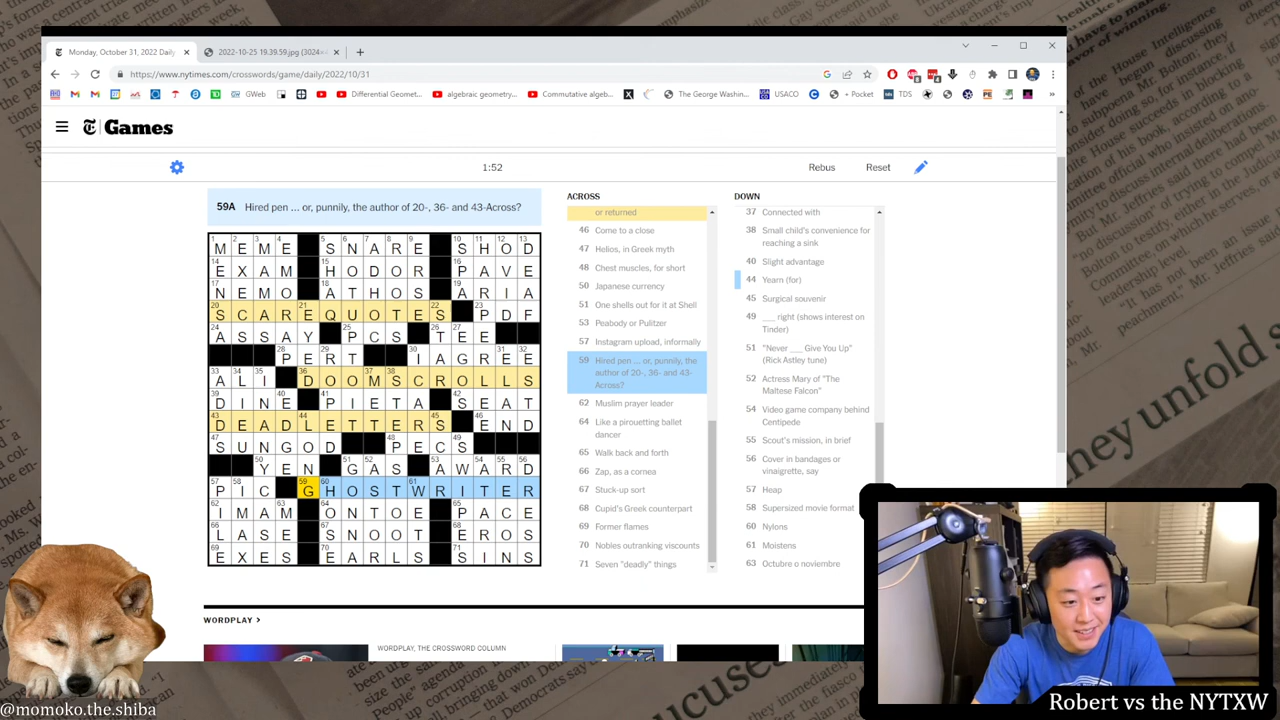 Monday, October 31, 2022 Daily
2022-10-25 19.39.59.jpg (3024×
https://www.nytimes.com/crosswords/game/daily/2022/10/31
GWeb
Differential Geomet...
algebraic geometry...
Commutative algeb...
The George Washin...
USACO
+ Pocket
TDS
PE
Games
1:52
Rebus
Reset
59A Hired pen ... or, punnily, the author of 20-, 36- and 43-Across?
MEME SNARE SHOD
EXAM HODOR PAVE
NEMO ATHOS ARIA
SCAREQUOTES PDF
ASSAY PCS TEE
PERT IAGREE
ALI DOOMSCROLLS
DINE PIETA SEAT
DEADLETTERS END
SUNGOD PECS
YEN GAS AWARD
PIC GHOSTWRITER
IMAM ONTOE PACE
LASE SNOOT EROS
EXES EARLS SINS
ACROSS
or returned
46 Come to a close
47 Helios, in Greek myth
48 Chest muscles, for short
50 Japanese currency
51 One shells out for it at Shell
53 Peabody or Pulitzer
57 Instagram upload, informally
59 Hired pen ... or, punnily, the
author of 20-, 36- and 43-
Across?
62 Muslim prayer leader
64 Like a pirouetting ballet
dancer
65 Walk back and forth
66 Zap, as a cornea
67 Stuck-up sort
68 Cupid's Greek counterpart
69 Former flames
70 Nobles outranking viscounts
71 Seven "deadly" things
DOWN
37 Connected with
38 Small child's convenience for
reaching a sink
40 Slight advantage
44 Yearn (for)
45 Surgical souvenir
49 ___ right (shows interest on
Tinder)
51 "Never ___ Give You Up"
(Rick Astley tune)
52 Actress Mary of "The
Maltese Falcon"
54 Video game company behind
Centipede
55 Scout's mission, in brief
56 Cover in bandages or
vinaigrette, say
57 Heap
58 Supersized movie format
60 Nylons
61 Moistens
63 Octubre o noviembre
WORDPLAY >
WORDPLAY, THE CROSSWORD COLUMN
@momoko.the.shiba
Robert vs the NYTXW